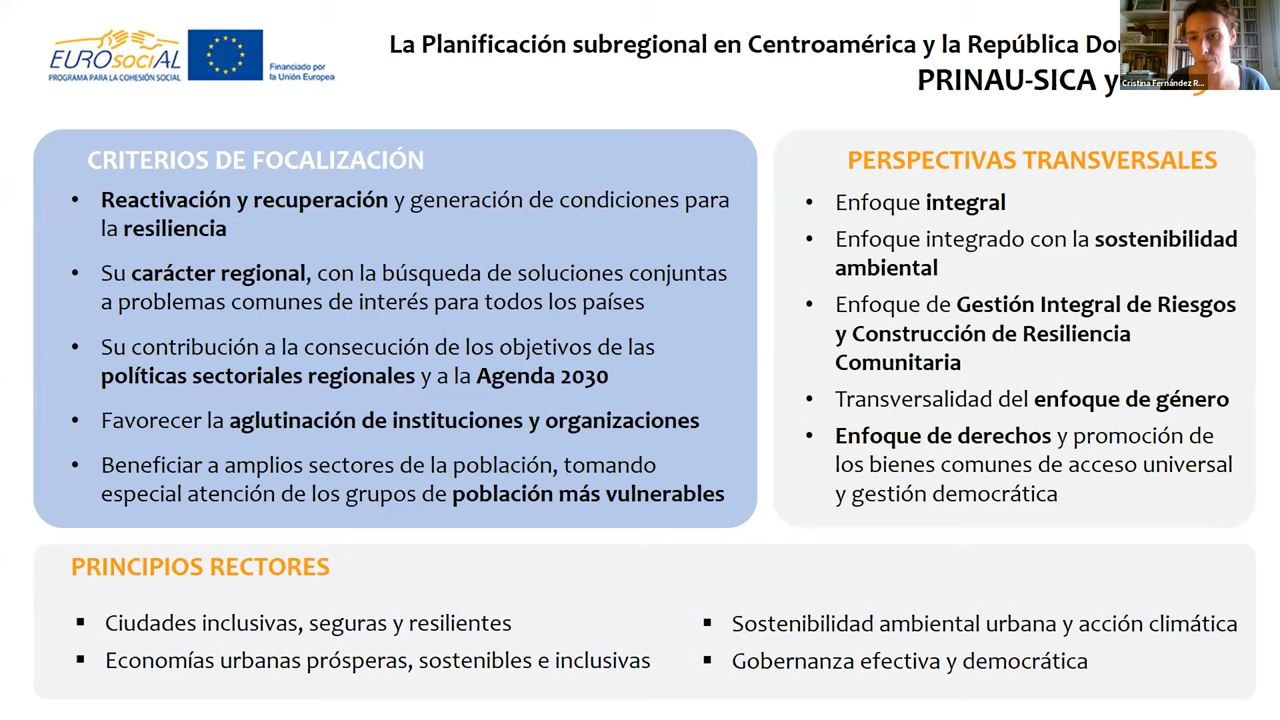 EUROsociAL
PROGRAMA PARA LA COHESIÓN SOCIAL
Financiado por
la Unión Europea
La Planificación subregional en Centroamérica y la República
PRINAU-SICA y
Cristina Fernández R...
CRITERIOS DE FOCALIZACIÓN
• Reactivación y recuperación y generación de condiciones para
la resiliencia
• Su carácter regional, con la búsqueda de soluciones conjuntas
a problemas comunes de interés para todos los países
• Su contribución a la consecución de los objetivos de las
políticas sectoriales regionales y a la Agenda 2030
• Favorecer la aglutinación de instituciones y organizaciones
• Beneficiar a amplios sectores de la población, tomando
especial atención de los grupos de población más vulnerables
PERSPECTIVAS TRANSVERSALES
• Enfoque integral
• Enfoque integrado con la sostenibilidad
ambiental
• Enfoque de Gestión Integral de Riesgos
y Construcción de Resiliencia
Comunitaria
• Transversalidad del enfoque de género
• Enfoque de derechos y promoción de
los bienes comunes de acceso universal
y gestión democrática
PRINCIPIOS RECTORES
▪ Ciudades inclusivas, seguras y resilientes
▪ Economías urbanas prósperas, sostenibles e inclusivas
▪ Sostenibilidad ambiental urbana y acción climática
▪ Gobernanza efectiva y democrática